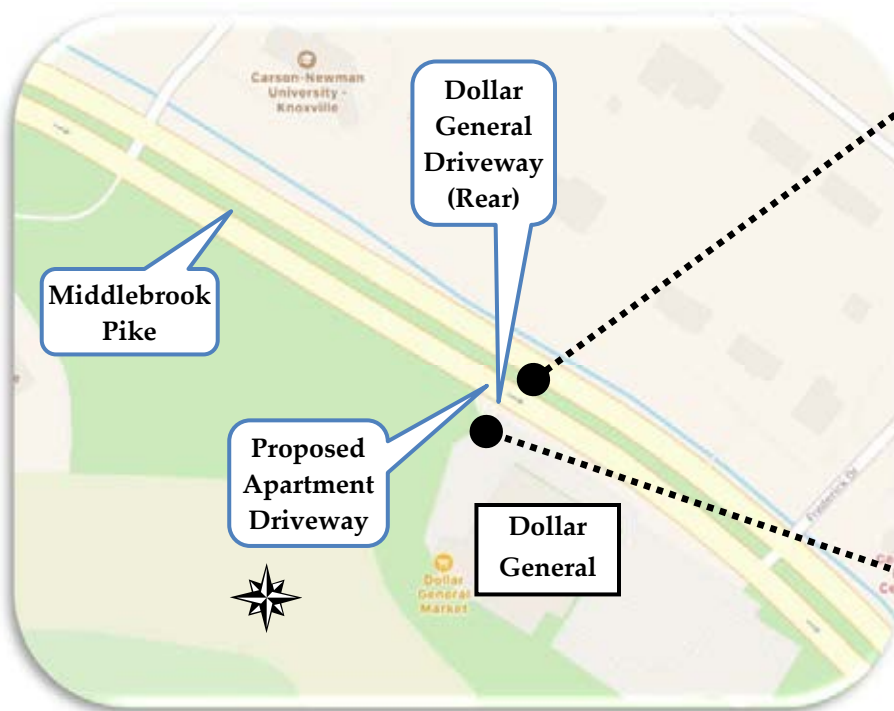 Carson-Newman
University -
Knoxville
Dollar
General
Driveway
(Rear)
Middlebrook
Pike
Proposed
Apartment
Driveway
Dollar
General
Dollar
General
Market
Frederick Dr